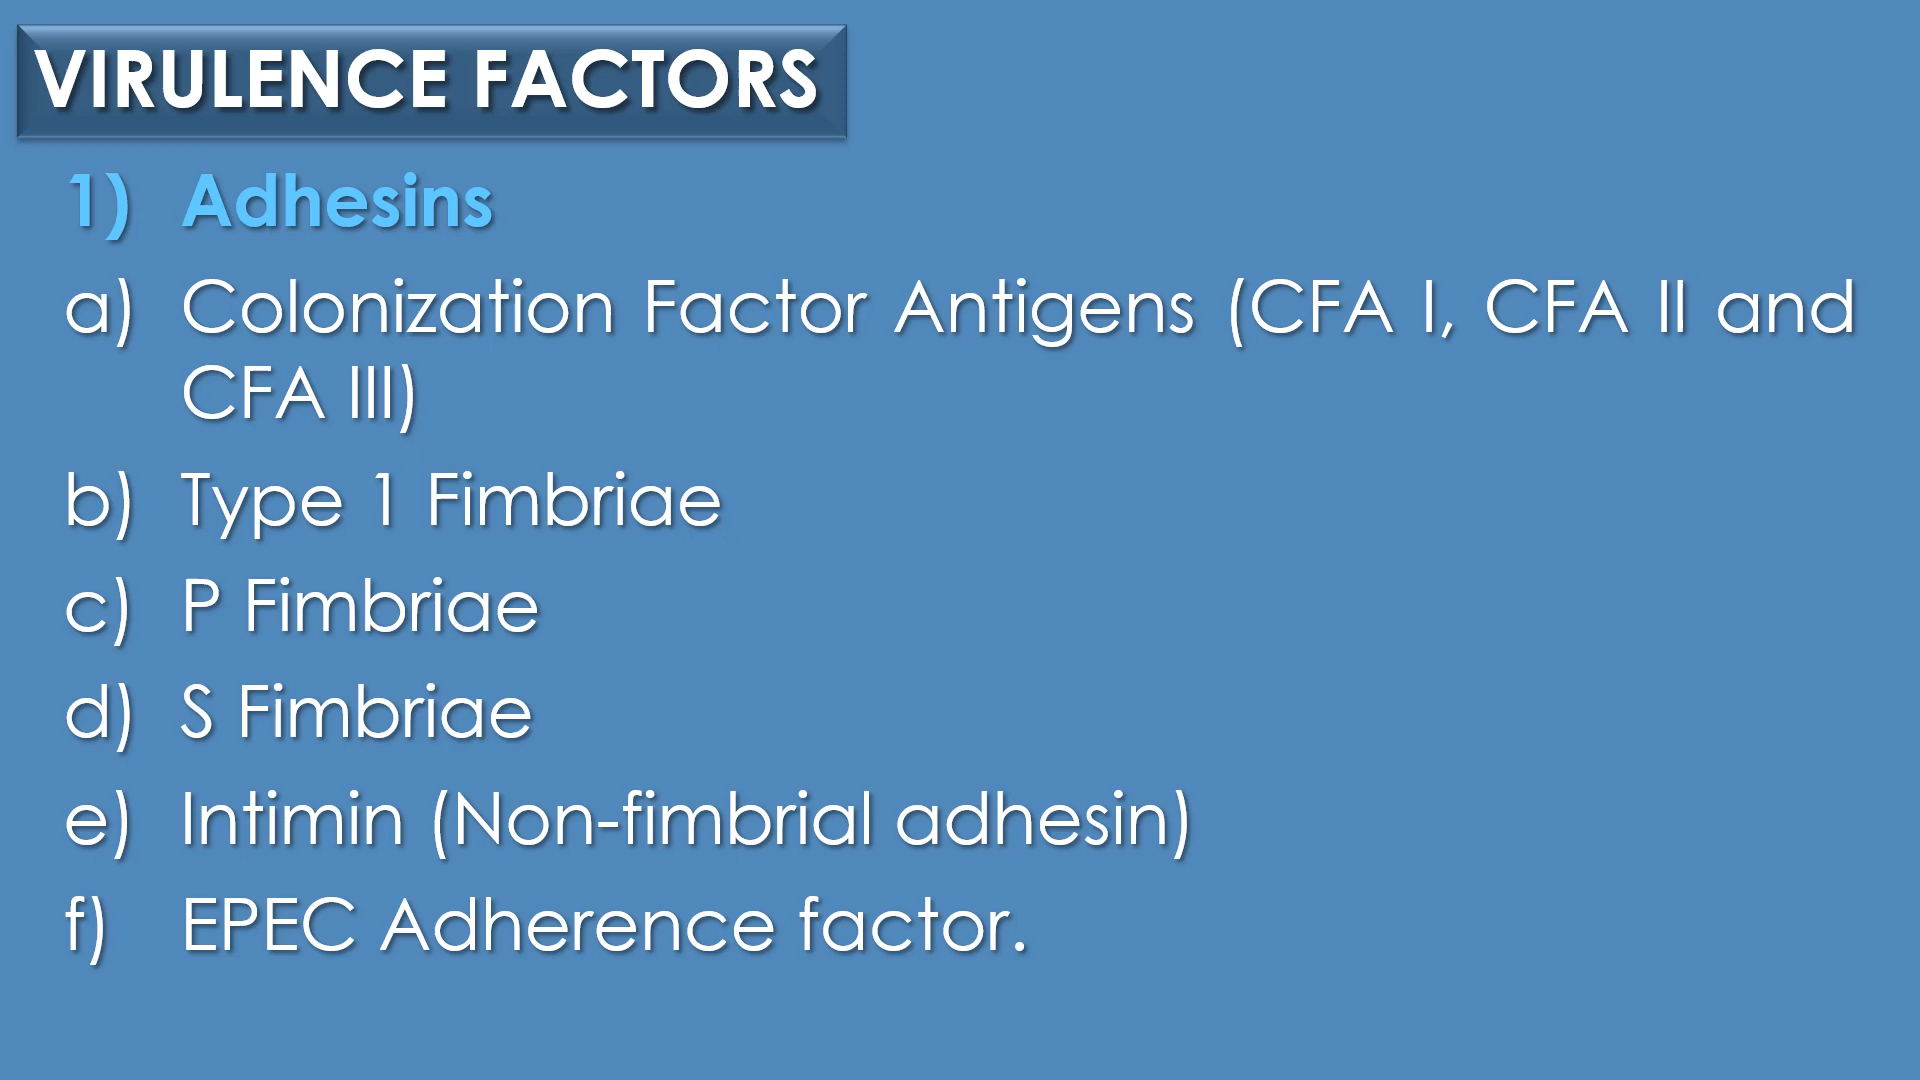 VIRULENCE FACTORS
1) Adhesins
a) Colonization Factor Antigens (CFA I, CFA II and
CFA III)
b) Type 1 Fimbriae
c) P Fimbriae
d) S Fimbriae
e) Intimin (Non-fimbrial adhesin)
f) EPEC Adherence factor.